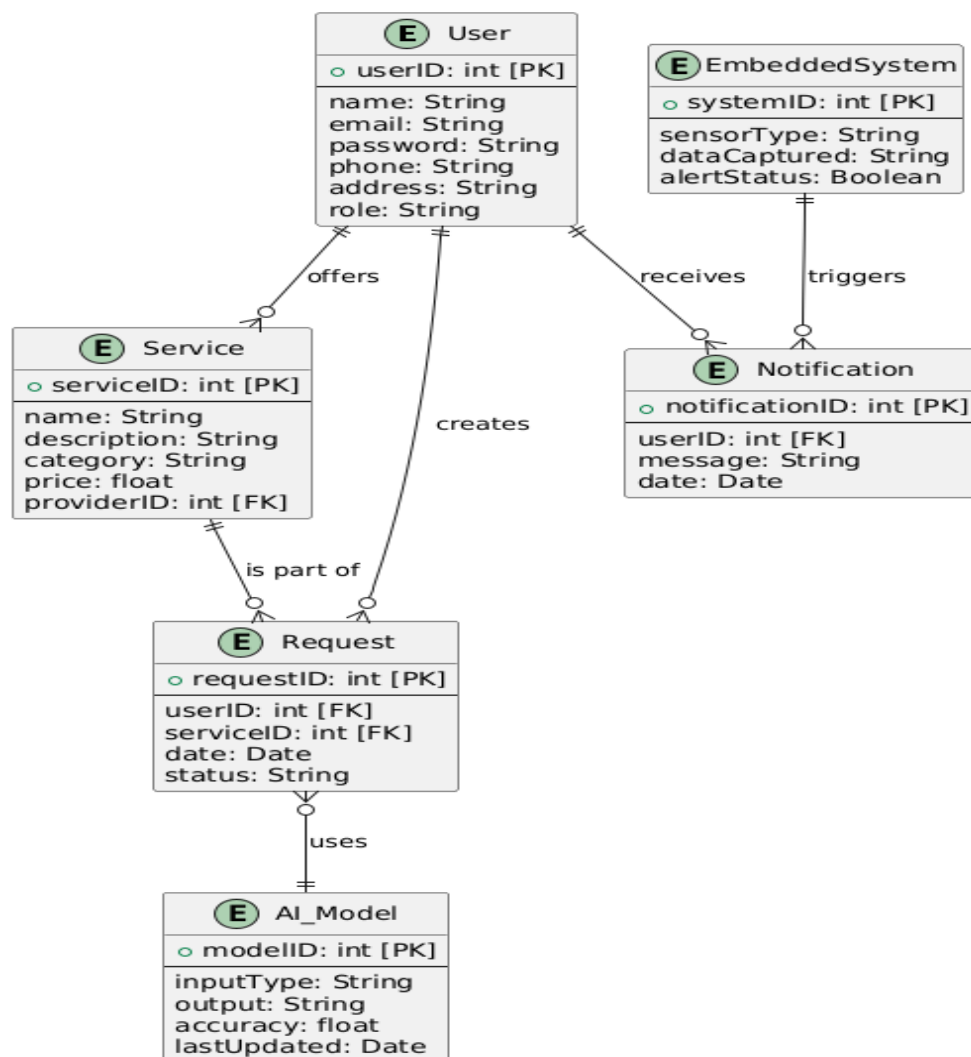 E User
userID: int [PK]
name: String
email: String
password: String
phone: String
address: String
role: String
E EmbeddedSystem
systemID: int [PK]
sensorType: String
dataCaptured: String
alertStatus: Boolean
offers
receives
triggers
E Service
serviceID: int [PK]
name: String
description: String
category: String
price: float
providerID: int [FK]
E Notification
notificationID: int [PK]
userID: int [FK]
message: String
date: Date
creates
is part of
E Request
requestID: int [PK]
userID: int [FK]
serviceID: int [FK]
date: Date
status: String
uses
E AI_Model
modelID: int [PK]
inputType: String
output: String
accuracy: float
lastUpdated: Date